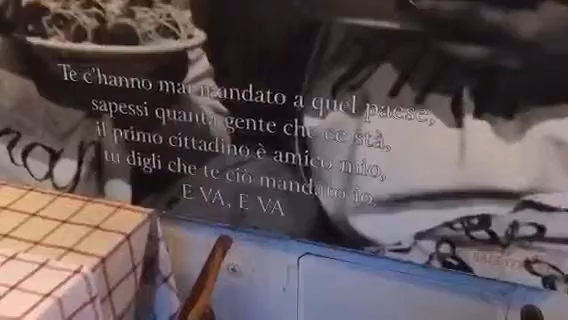 Te c'hanno mai mandato a quel paese,
sapessi quanta gente che ce stà,
il primo cittadino è amico mio,
tu digli che te ciò mandato io.
E VA, E VA